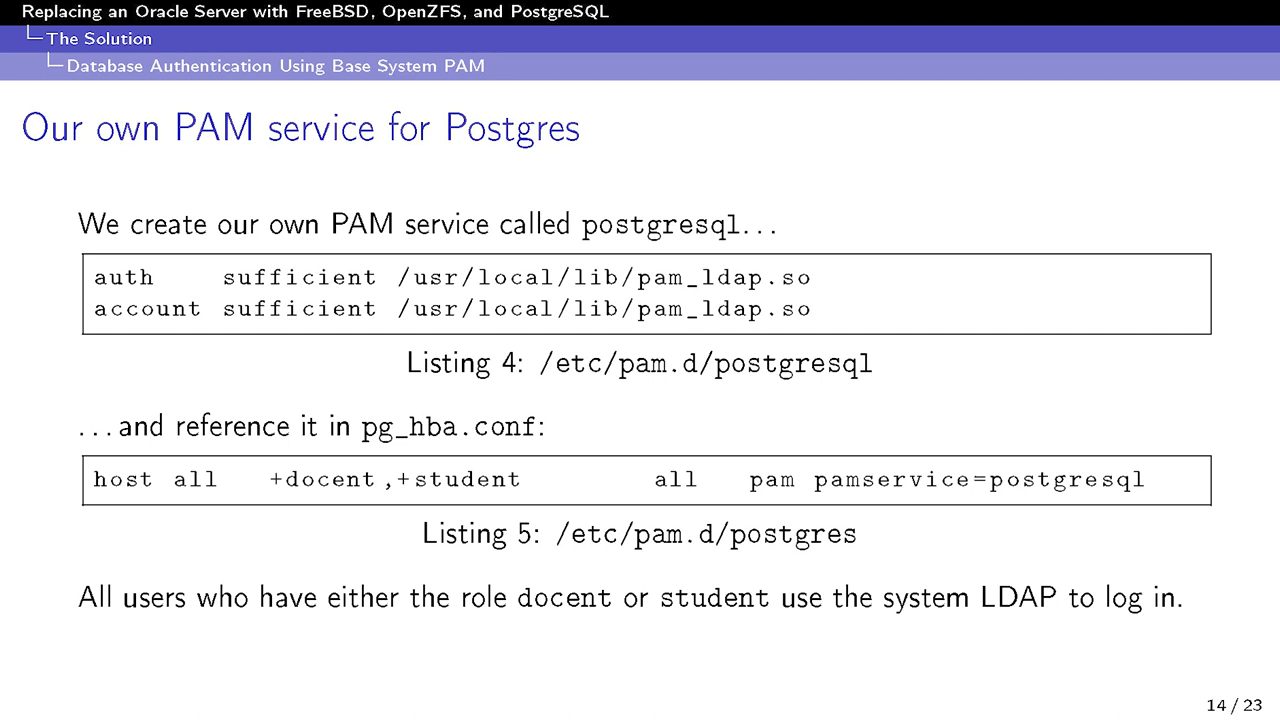 Replacing an Oracle Server with FreeBSD, OpenZFS, and PostgreSQL
The Solution
Database Authentication Using Base System PAM
Our own PAM service for Postgres
We create our own PAM service called postgresql...
auth sufficient /usr/local/lib/pam_ldap.so
account sufficient /usr/local/lib/pam_ldap.so
Listing 4: /etc/pam.d/postgresql
...and reference it in pg_hba.conf:
host all +docent,+student all pam pamservice=postgresql
Listing 5: /etc/pam.d/postgres
All users who have either the role docent or student use the system LDAP to log in.
14 / 23